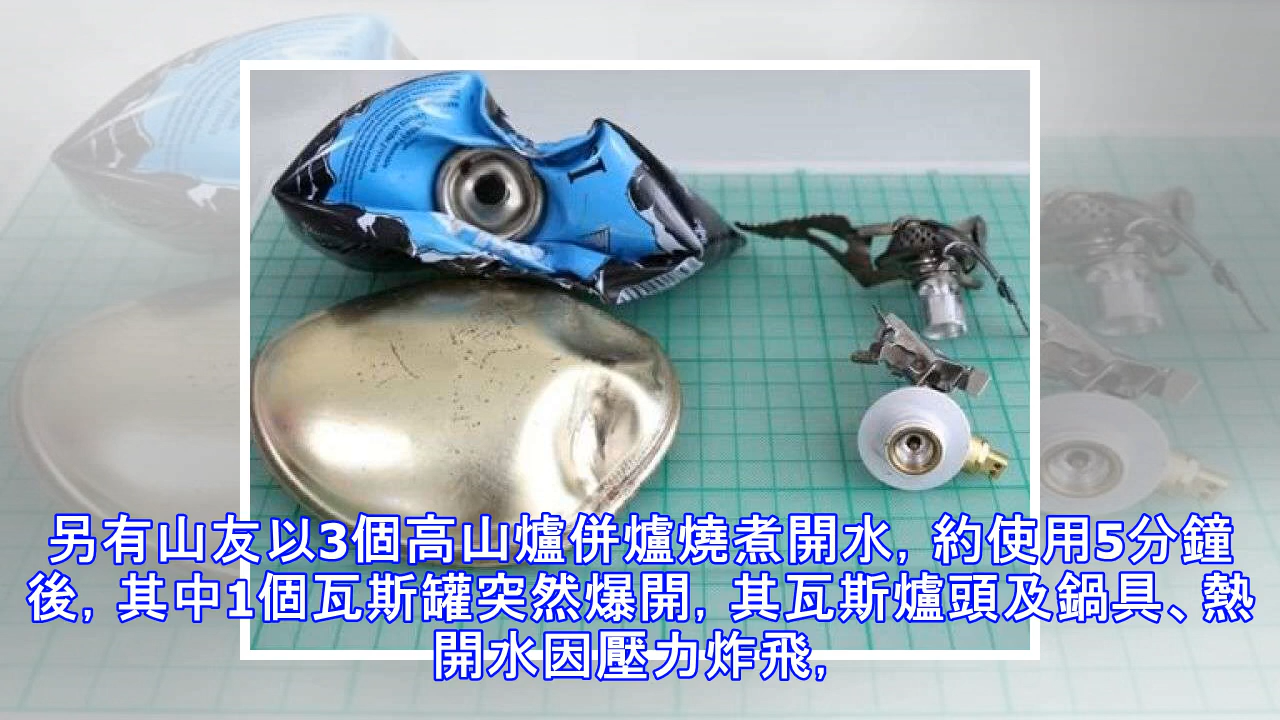 另有山友以3個高山爐併爐燒煮開水, 約使用5分鐘
後, 其中1個瓦斯罐突然爆開, 其瓦斯爐頭及鍋具、熱
開水因壓力炸飛,